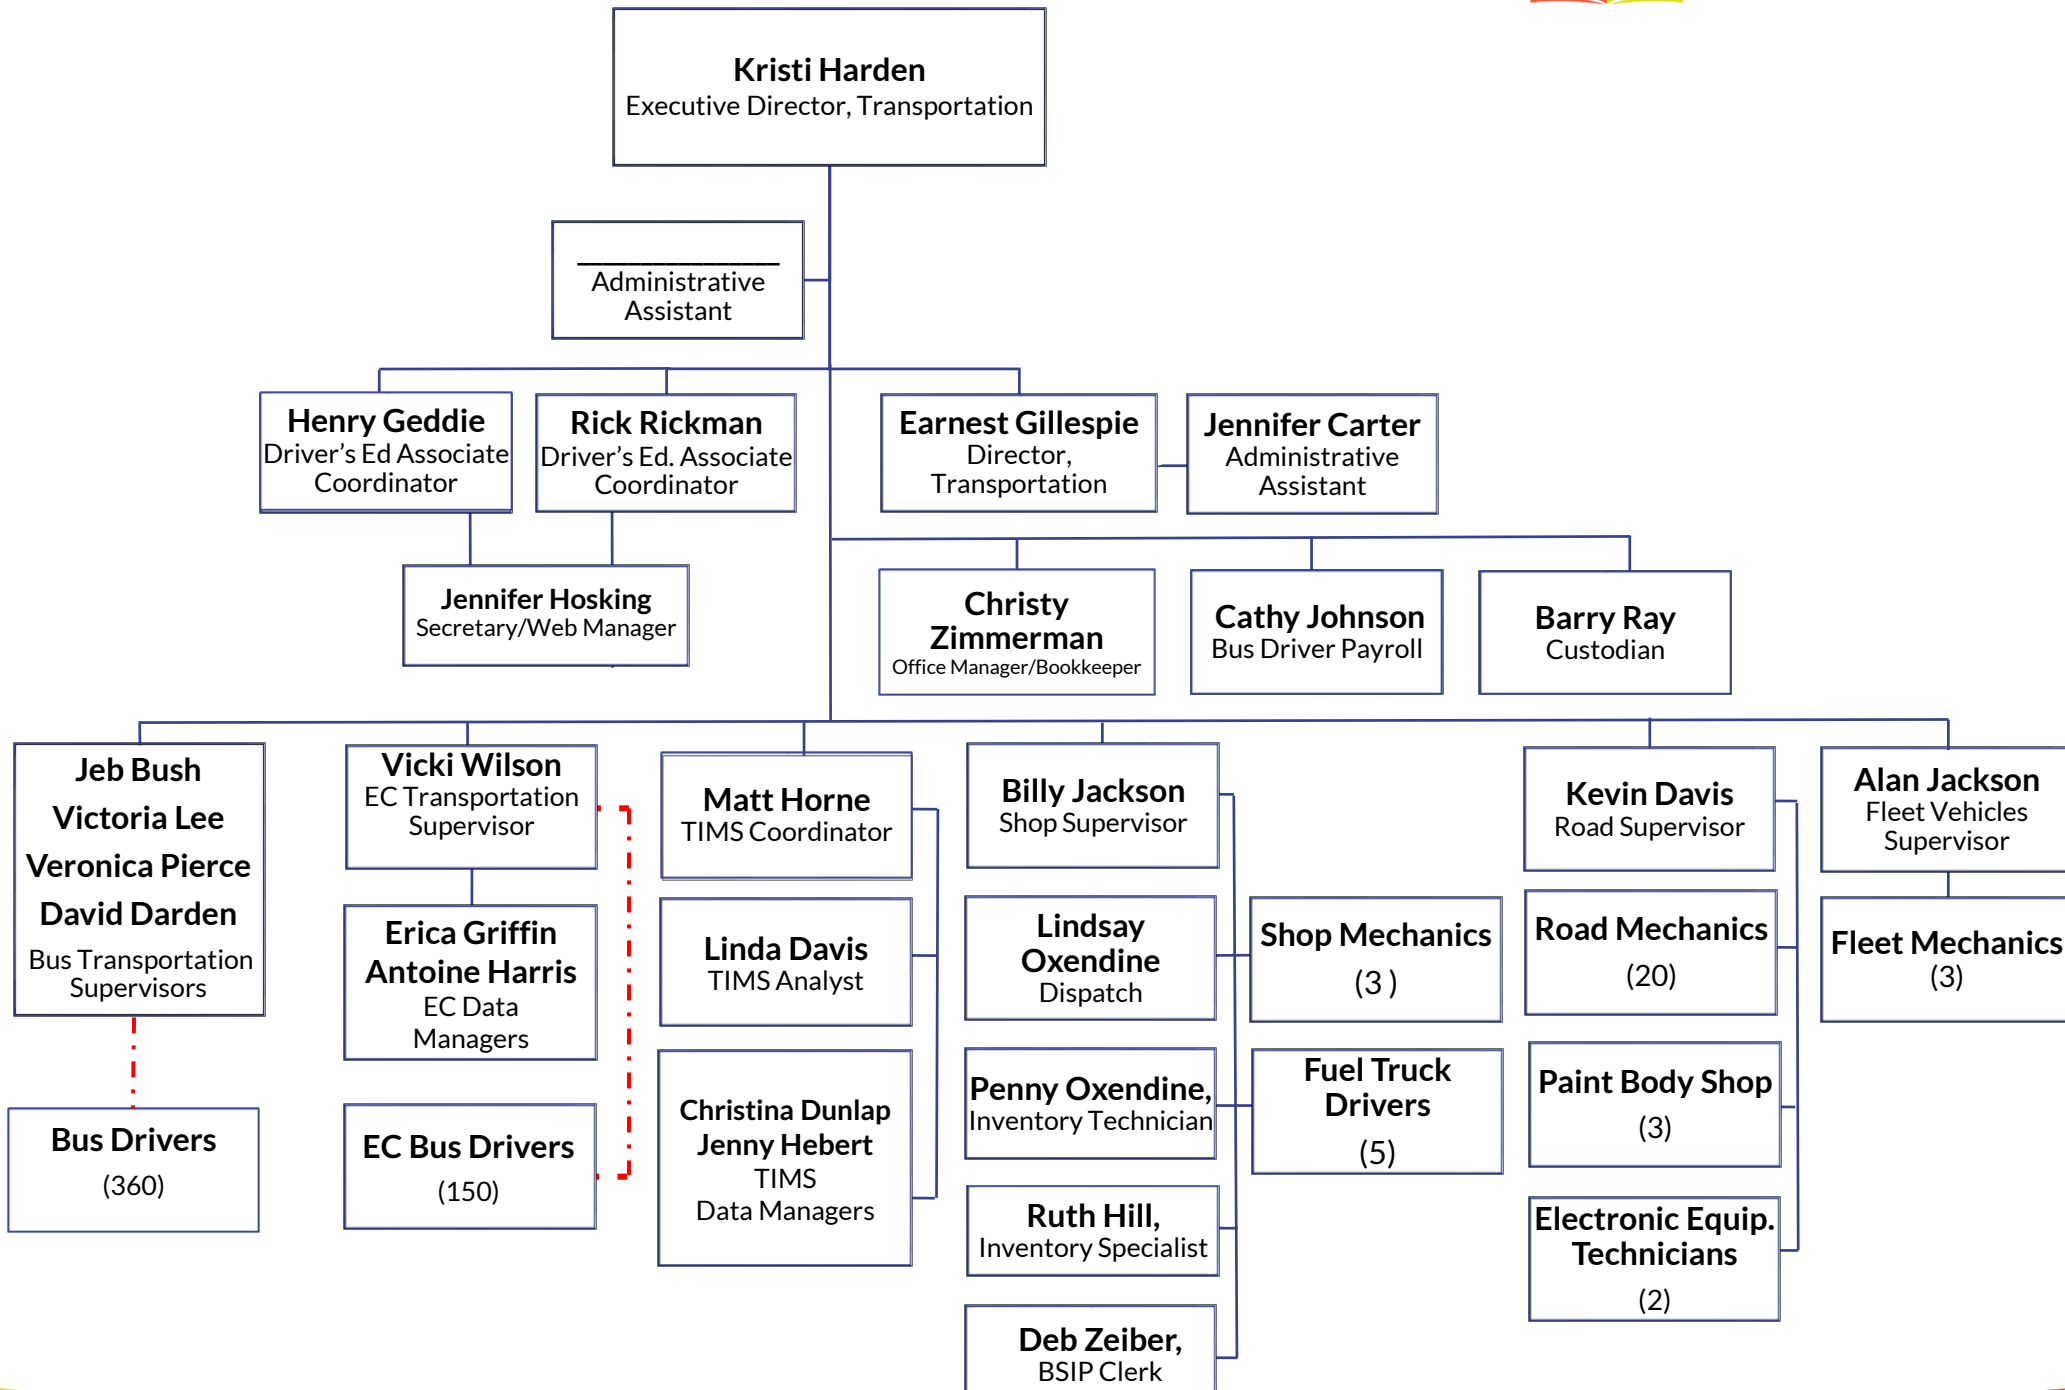 Kristi Harden
Executive Director, Transportation
________________
Administrative
Assistant
Henry Geddie
Driver’s Ed Associate
Coordinator
Rick Rickman
Driver’s Ed. Associate
Coordinator
Earnest Gillespie
Director,
Transportation
Jennifer Carter
Administrative
Assistant
Jennifer Hosking
Secretary/Web Manager
Christy
Zimmerman
Office Manager/Bookkeeper
Cathy Johnson
Bus Driver Payroll
Barry Ray
Custodian
Jeb Bush
Victoria Lee
Veronica Pierce
David Darden
Bus Transportation
Supervisors
Bus Drivers
(360)
Vicki Wilson
EC Transportation
Supervisor
Erica Griffin
Antoine Harris
EC Data
Managers
EC Bus Drivers
(150)
Matt Horne
TIMS Coordinator
Linda Davis
TIMS Analyst
Christina Dunlap
Jenny Hebert
TIMS
Data Managers
Billy Jackson
Shop Supervisor
Lindsay
Oxendine
Dispatch
Penny Oxendine,
Inventory Technician
Ruth Hill,
Inventory Specialist
Deb Zeiber,
BSIP Clerk
Shop Mechanics
(3 )
Fuel Truck
Drivers
(5)
Kevin Davis
Road Supervisor
Road Mechanics
(20)
Paint Body Shop
(3)
Electronic Equip.
Technicians
(2)
Alan Jackson
Fleet Vehicles
Supervisor
Fleet Mechanics
(3)